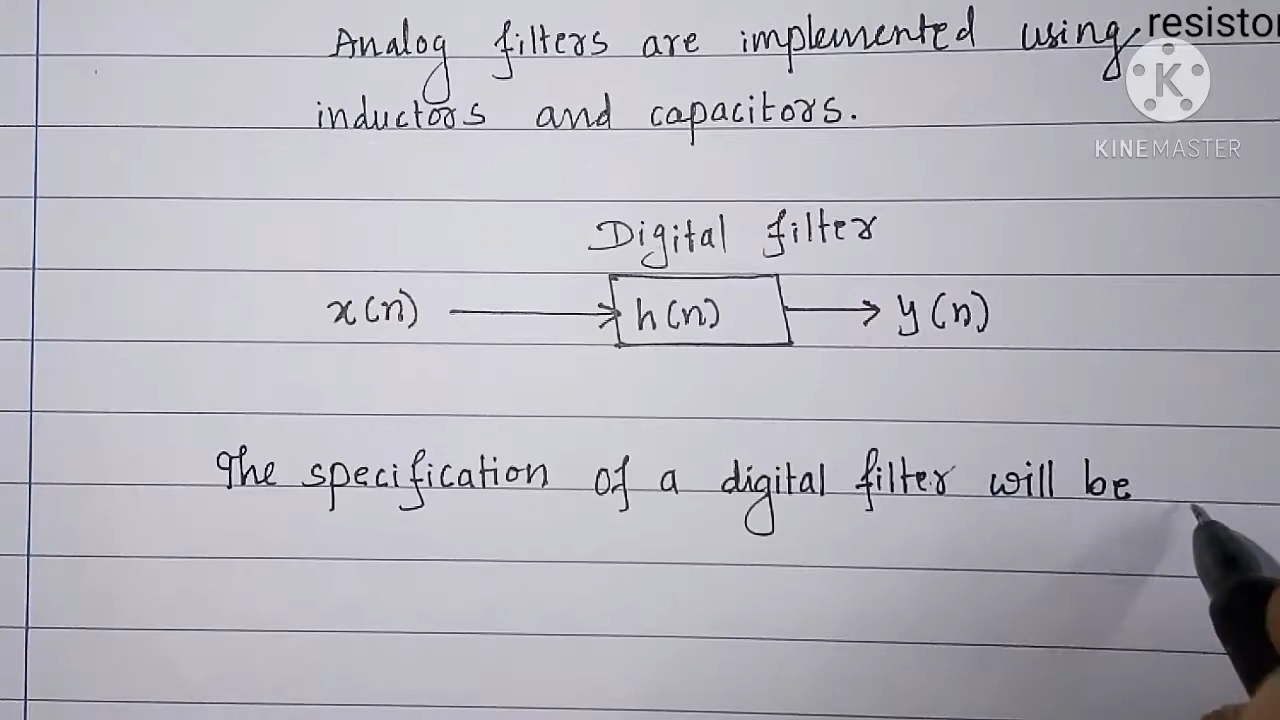 Analog filters are implemented using, resistor
inductors and capacitors.
K
KINEMASTER
Digital filter
x(n) h(n) y(n)
The specification of a digital filter will be